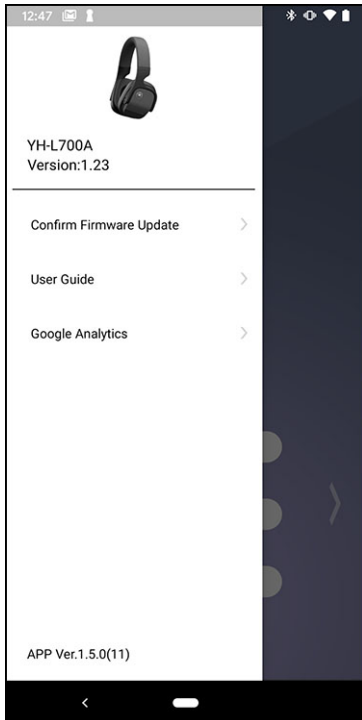 12:47
YH-L700A
Version:1.23
Confirm Firmware Update
User Guide
Google Analytics
APP Ver.1.5.0(11)